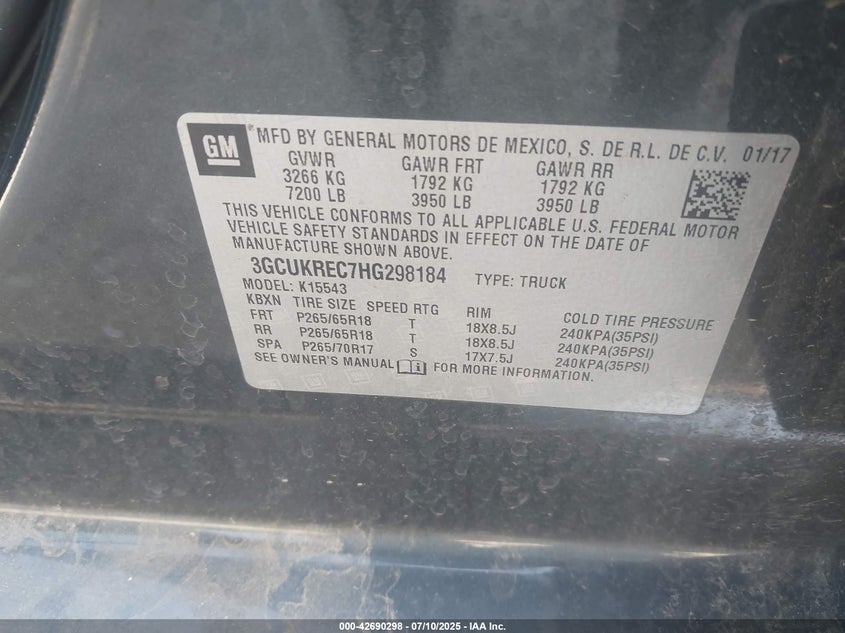 GM
MFD BY GENERAL MOTORS DE MEXICO, S. DE R.L. DE C.V. 01/17
GVWR GAWR FRT GAWR RR
3266 KG 1792 KG 1792 KG
7200 LB 3950 LB 3950 LB
THIS VEHICLE CONFORMS TO ALL APPLICABLE U.S. FEDERAL MOTOR
VEHICLE SAFETY STANDARDS IN EFFECT ON THE DATE OF
MANUFACTURE SHOWN ABOVE.
3GCUKREC7HG298184 TYPE: TRUCK
MODEL: K15543
KBXN TIRE SIZE SPEED RTG RIM COLD TIRE PRESSURE
FRT P265/65R18 T 18X8.5J 240KPA(35PSI)
RR P265/65R18 T 18X8.5J 240KPA(35PSI)
SPA P265/70R17 S 17X7.5J 240KPA(35PSI)
SEE OWNER'S MANUAL FOR MORE INFORMATION.
000-42690298 - 07/10/2025 - IAA Inc.